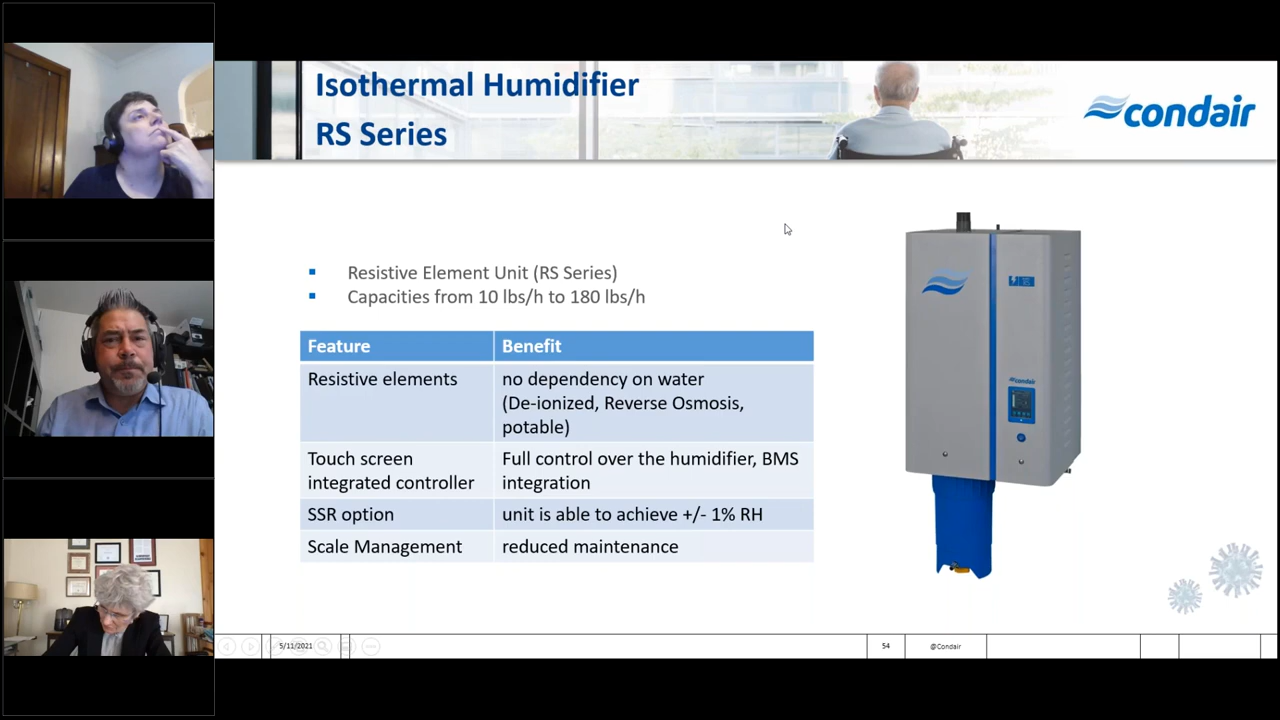 Isothermal Humidifier
RS Series
condair
Resistive Element Unit (RS Series)
Capacities from 10 lbs/h to 180 lbs/h
Feature
Benefit
Resistive elements
no dependency on water
(De-ionized, Reverse Osmosis,
potable)
Touch screen
integrated controller
Full control over the humidifier, BMS
integration
SSR option
unit is able to achieve +/- 1% RH
Scale Management
reduced maintenance
condair
5/11/2021
54
@Condair